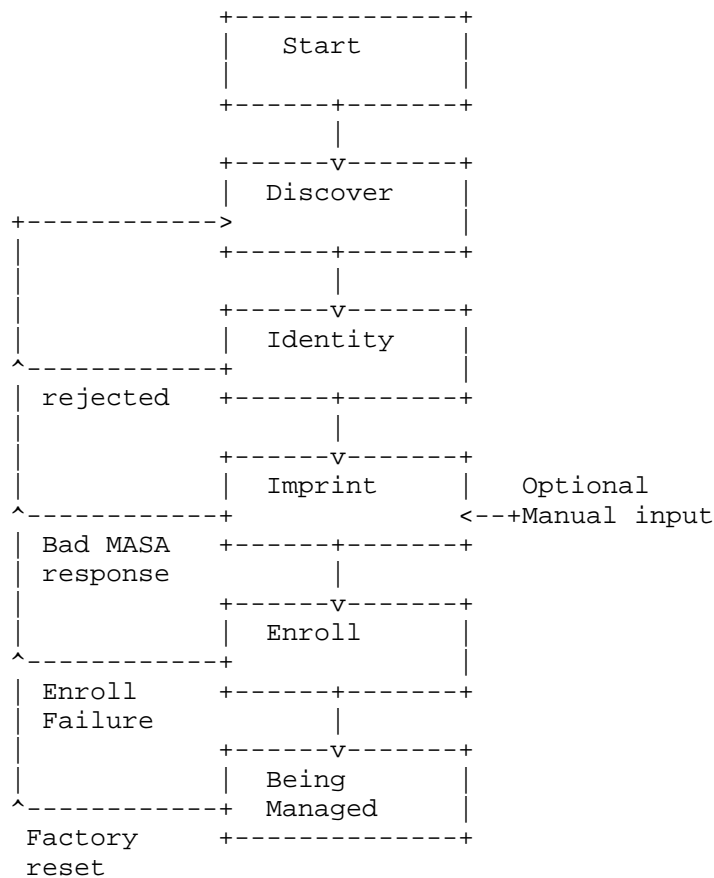 Start
Discover
Identity
rejected
Imprint
Optional
Manual input
Bad MASA
response
Enroll
Enroll
Failure
Being
Managed
Factory
reset